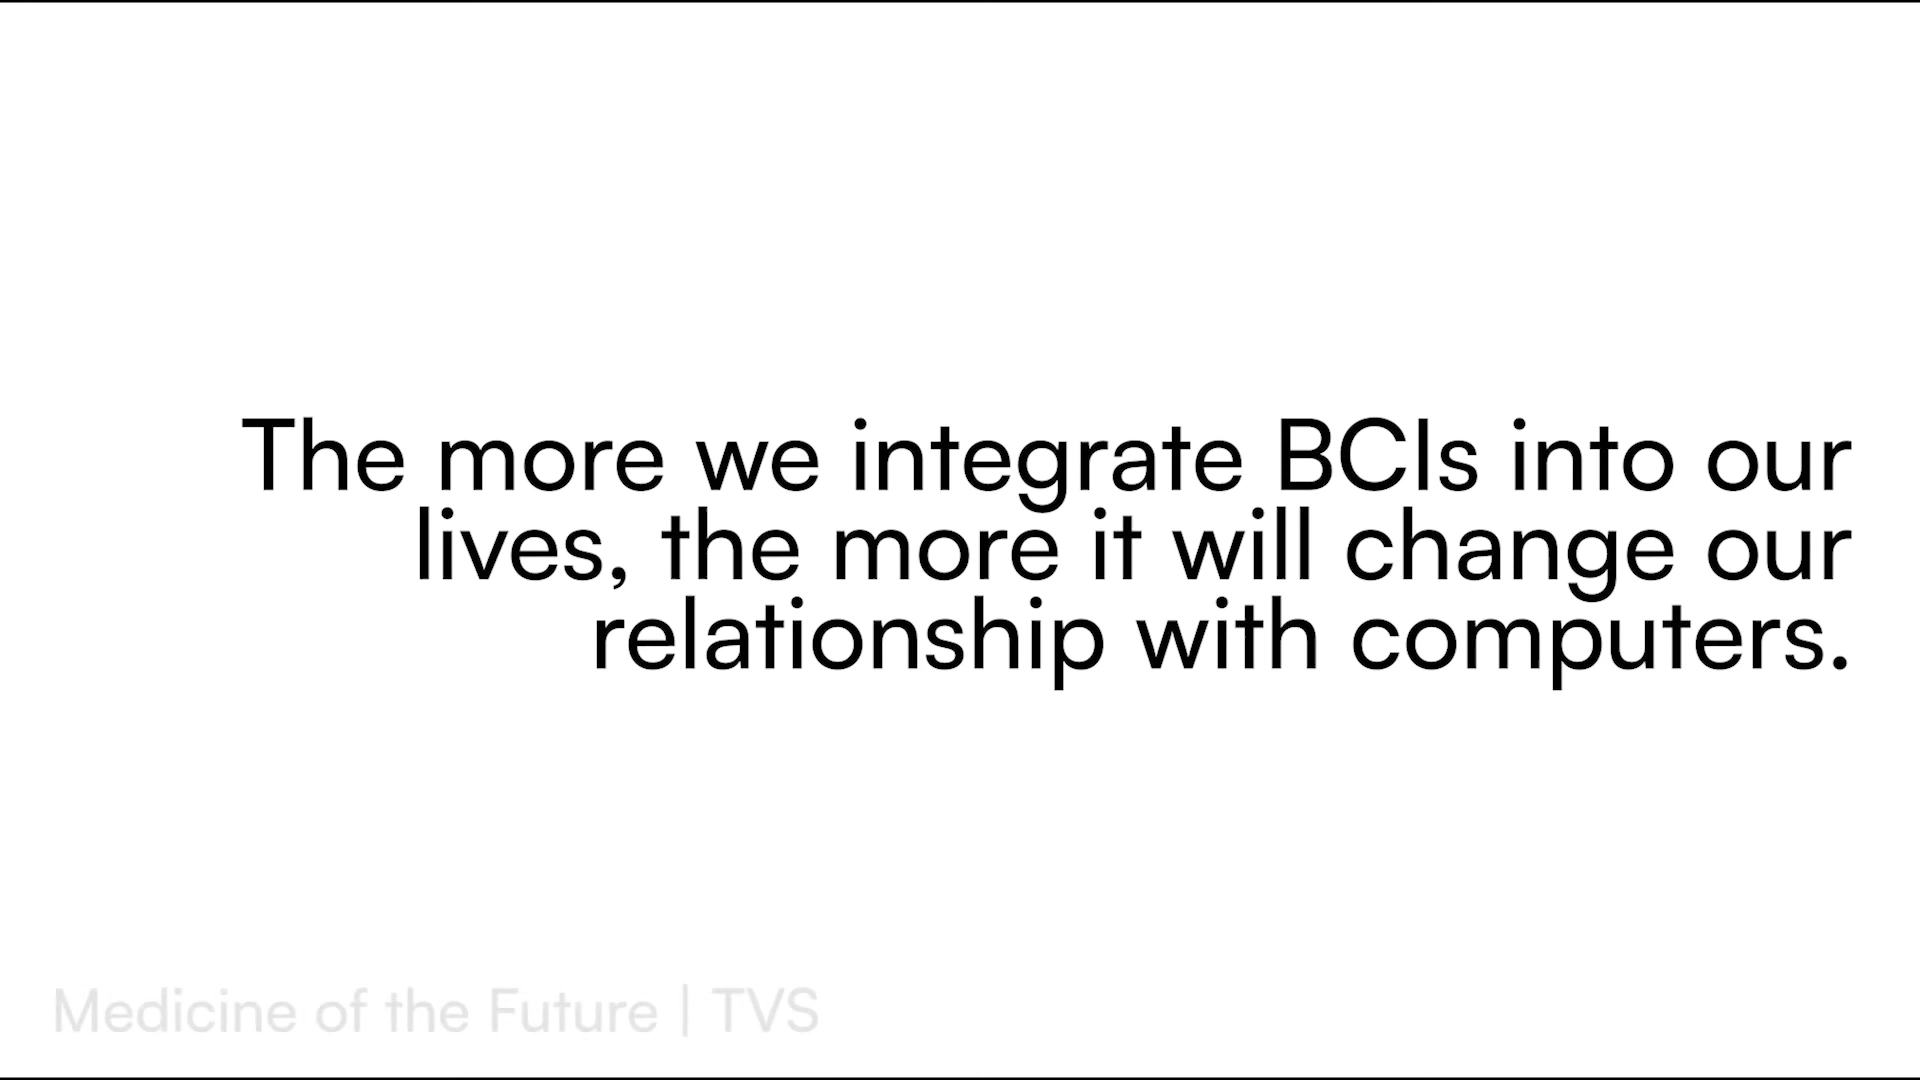 The more we integrate BCIs into our
lives, the more it will change our
relationship with computers.
Medicine of the Future | TVS